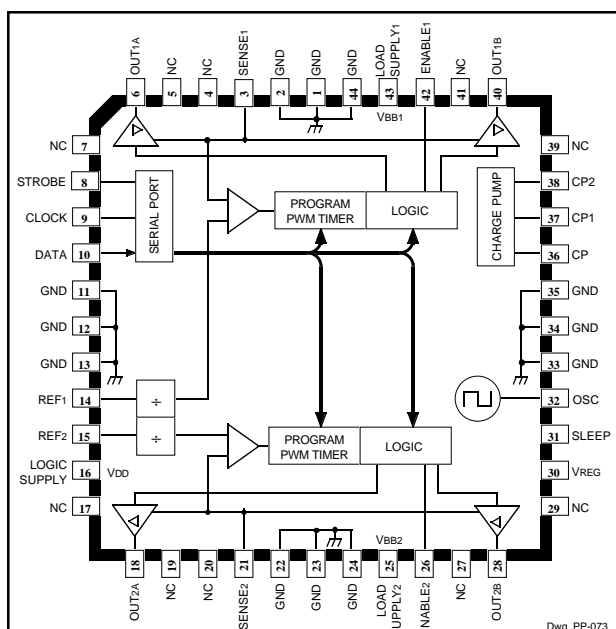 OUT1A
NC
NC
SENSE1
GND
GND
GND
LOAD
SUPPLY1
ENABLE1
NC
OUT1B
6
5
4
3
2
1
44
43
42
41
40
VBB1
NC 7
STROBE 8
CLOCK 9
DATA 10
GND 11
GND 12
GND 13
REF1 14
REF2 15
LOGIC
SUPPLY 16 VDD
NC 17
SERIAL PORT
PROGRAM
PWM TIMER
LOGIC
CHARGE PUMP
÷
÷
PROGRAM
PWM TIMER
LOGIC
39 NC
38 CP2
37 CP1
36 CP
35 GND
34 GND
33 GND
32 OSC
31 SLEEP
30 VREG
29 NC
VBB2
18
19
20
21
22
23
24
25
26
27
28
OUT2A
NC
NC
SENSE2
GND
GND
GND
LOAD
SUPPLY2
NABLE2
NC
OUT2B
Dwg. PP-073